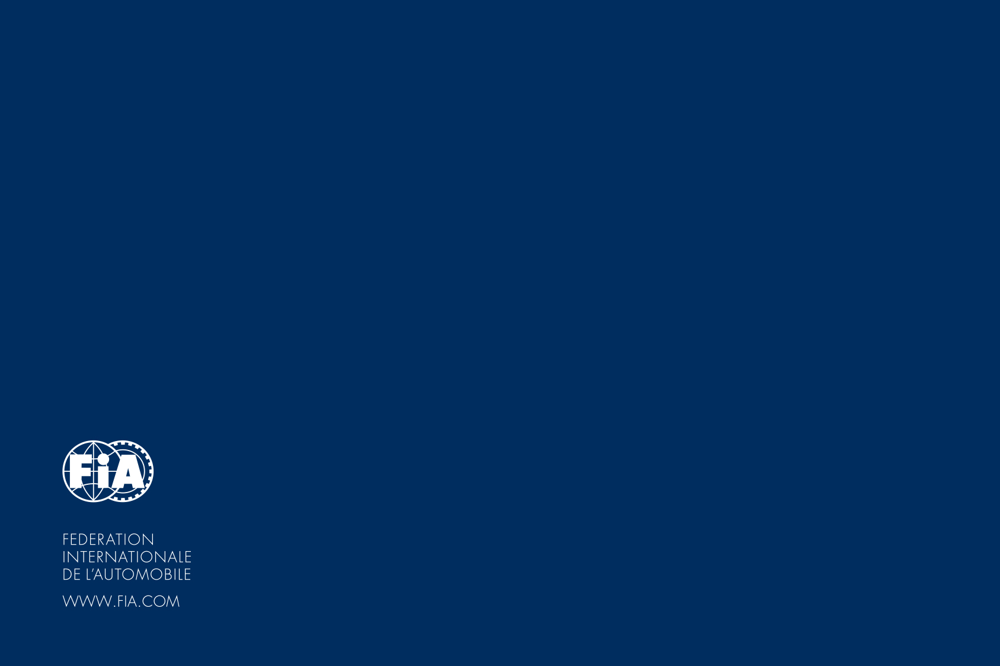 FiA
FEDERATION
INTERNATIONALE
DE L’AUTOMOBILE
WWW.FIA.COM